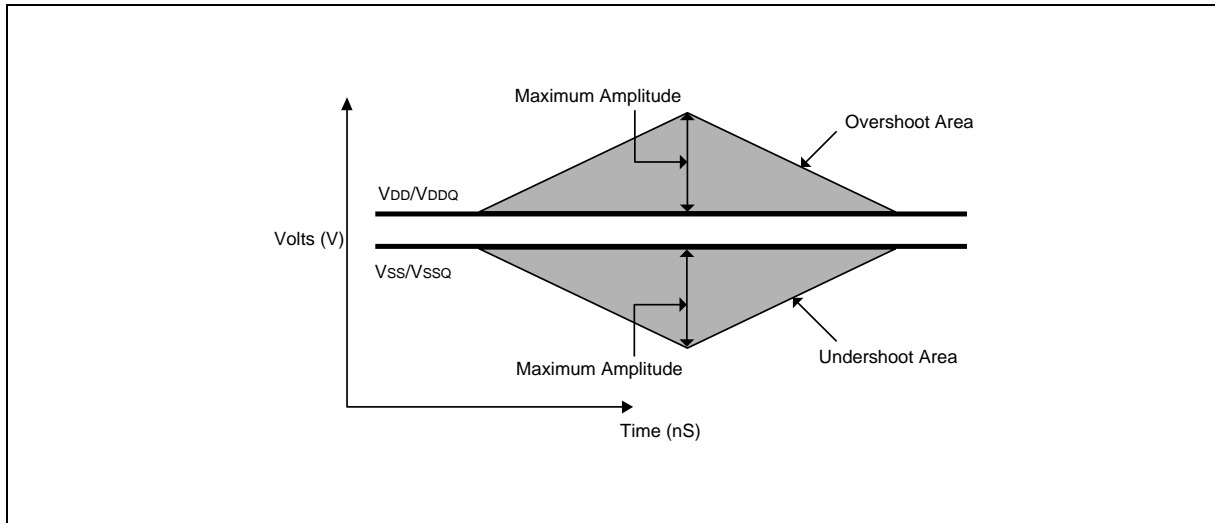 Maximum Amplitude
Overshoot Area
VDD/VDDQ
Volts (V)
VSS/VSSQ
Undershoot Area
Maximum Amplitude
Time (nS)